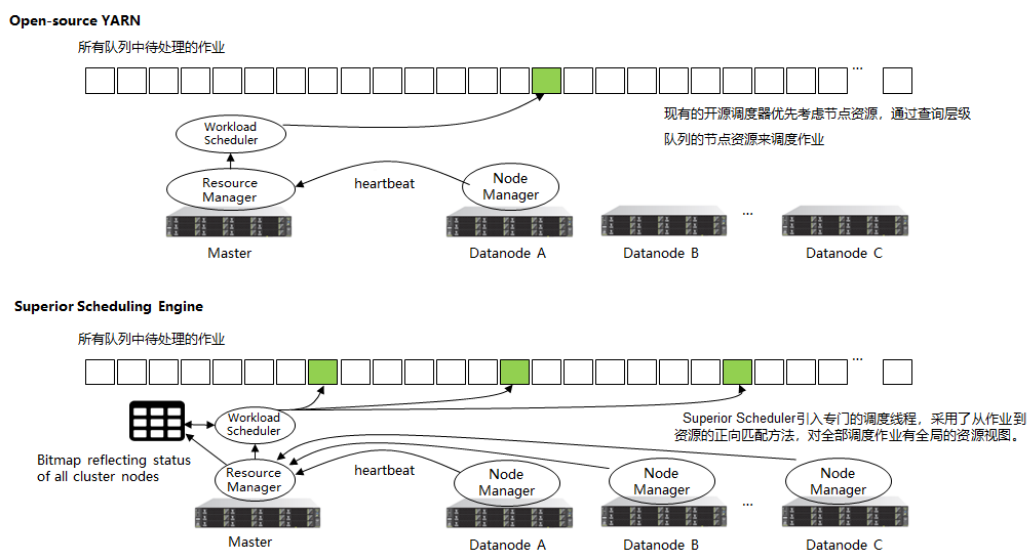 Open-source YARN
所有队列中待处理的作业
...
现有的开源调度器优先考虑节点资源，通过查询层级
队列的节点资源来调度作业
Workload
Scheduler
Resource
Manager
heartbeat
Node
Manager
...
Master
Datanode A
Datanode B
Datanode C
Superior Scheduling Engine
所有队列中待处理的作业
...
Superior Scheduler引入专门的调度线程，采用了从作业到
资源的正向匹配方法，对全部调度作业有全局的资源视图。
Workload
Scheduler
Bitmap reflecting status
of all cluster nodes
Resource
Manager
heartbeat
Node
Manager
Node
Manager
Node
Manager
...
Master
Datanode A
Datanode B
Datanode C